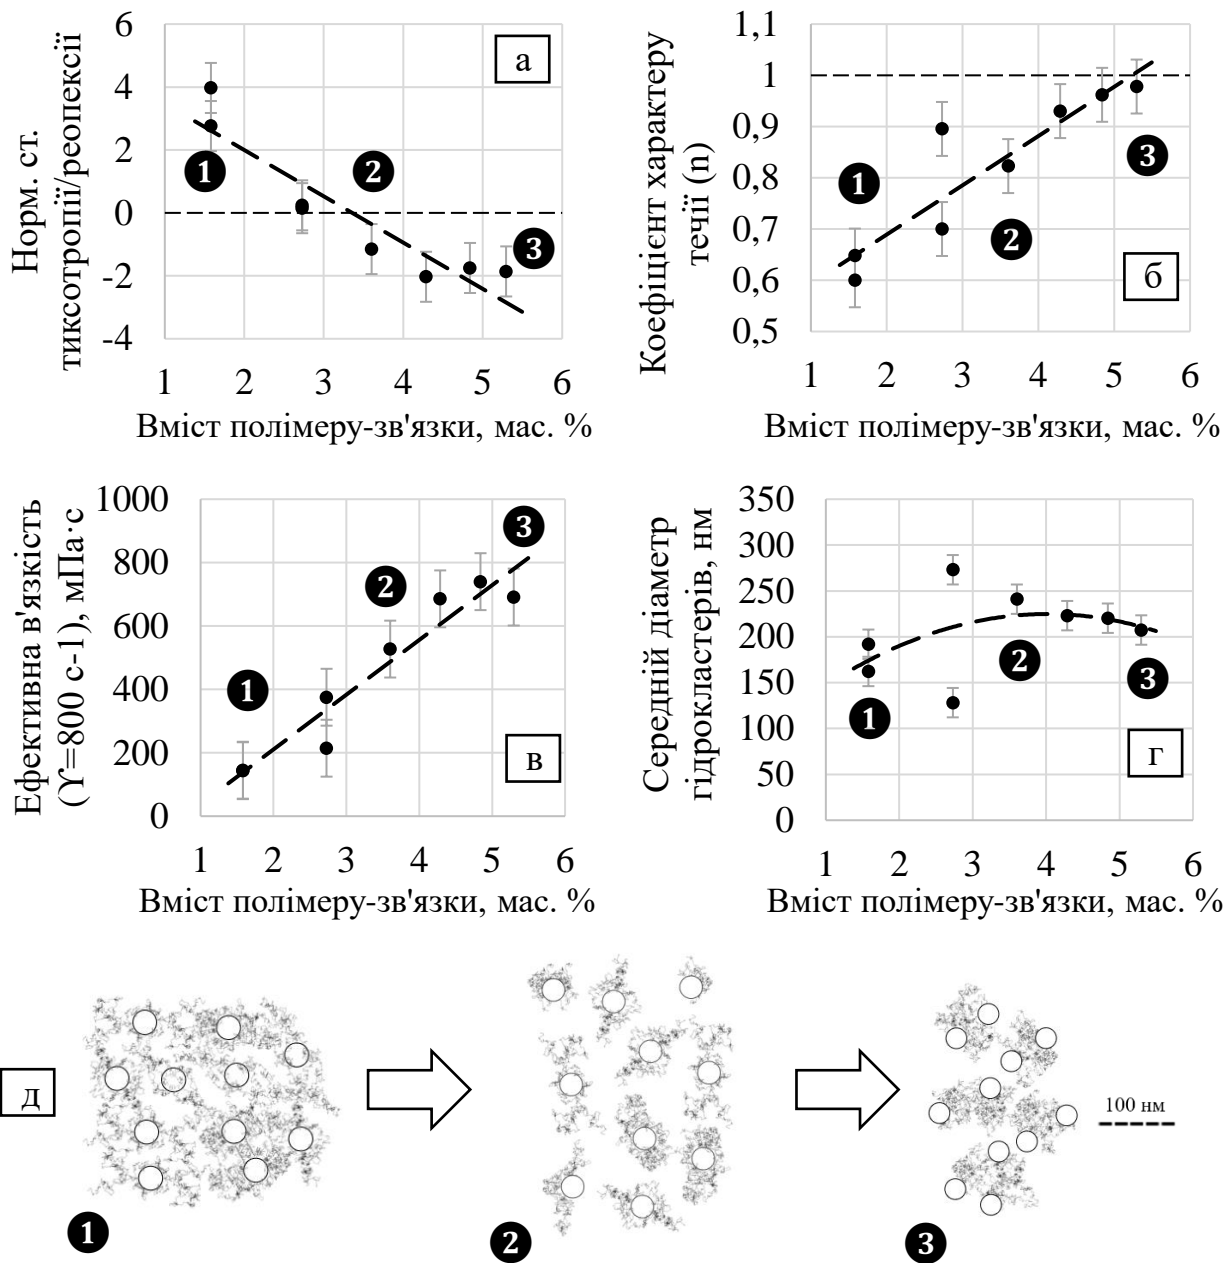 Норм. ст.
тиксотропії/реопексії
6
4
2
0
-2
-4
а
1
2
3
1 2 3 4 5 6
Вміст полімеру-зв'язки, мас. %
Коефіцієнт характеру
течії (n)
1,1
1
0,9
0,8
0,7
0,6
0,5
1
2
3
б
1 2 3 4 5 6
Вміст полімеру-зв'язки, мас. %
Ефективна в'язкість
(ϒ=800 с-1), мПа·с
1000
800
600
400
200
0
1
2
3
в
1 2 3 4 5 6
Вміст полімеру-зв'язки, мас. %
Середній діаметр
гідрокластерів, нм
350
300
250
200
150
100
50
0
1
2
3
г
1 2 3 4 5 6
Вміст полімеру-зв'язки, мас. %
д
100 нм
1
2
3